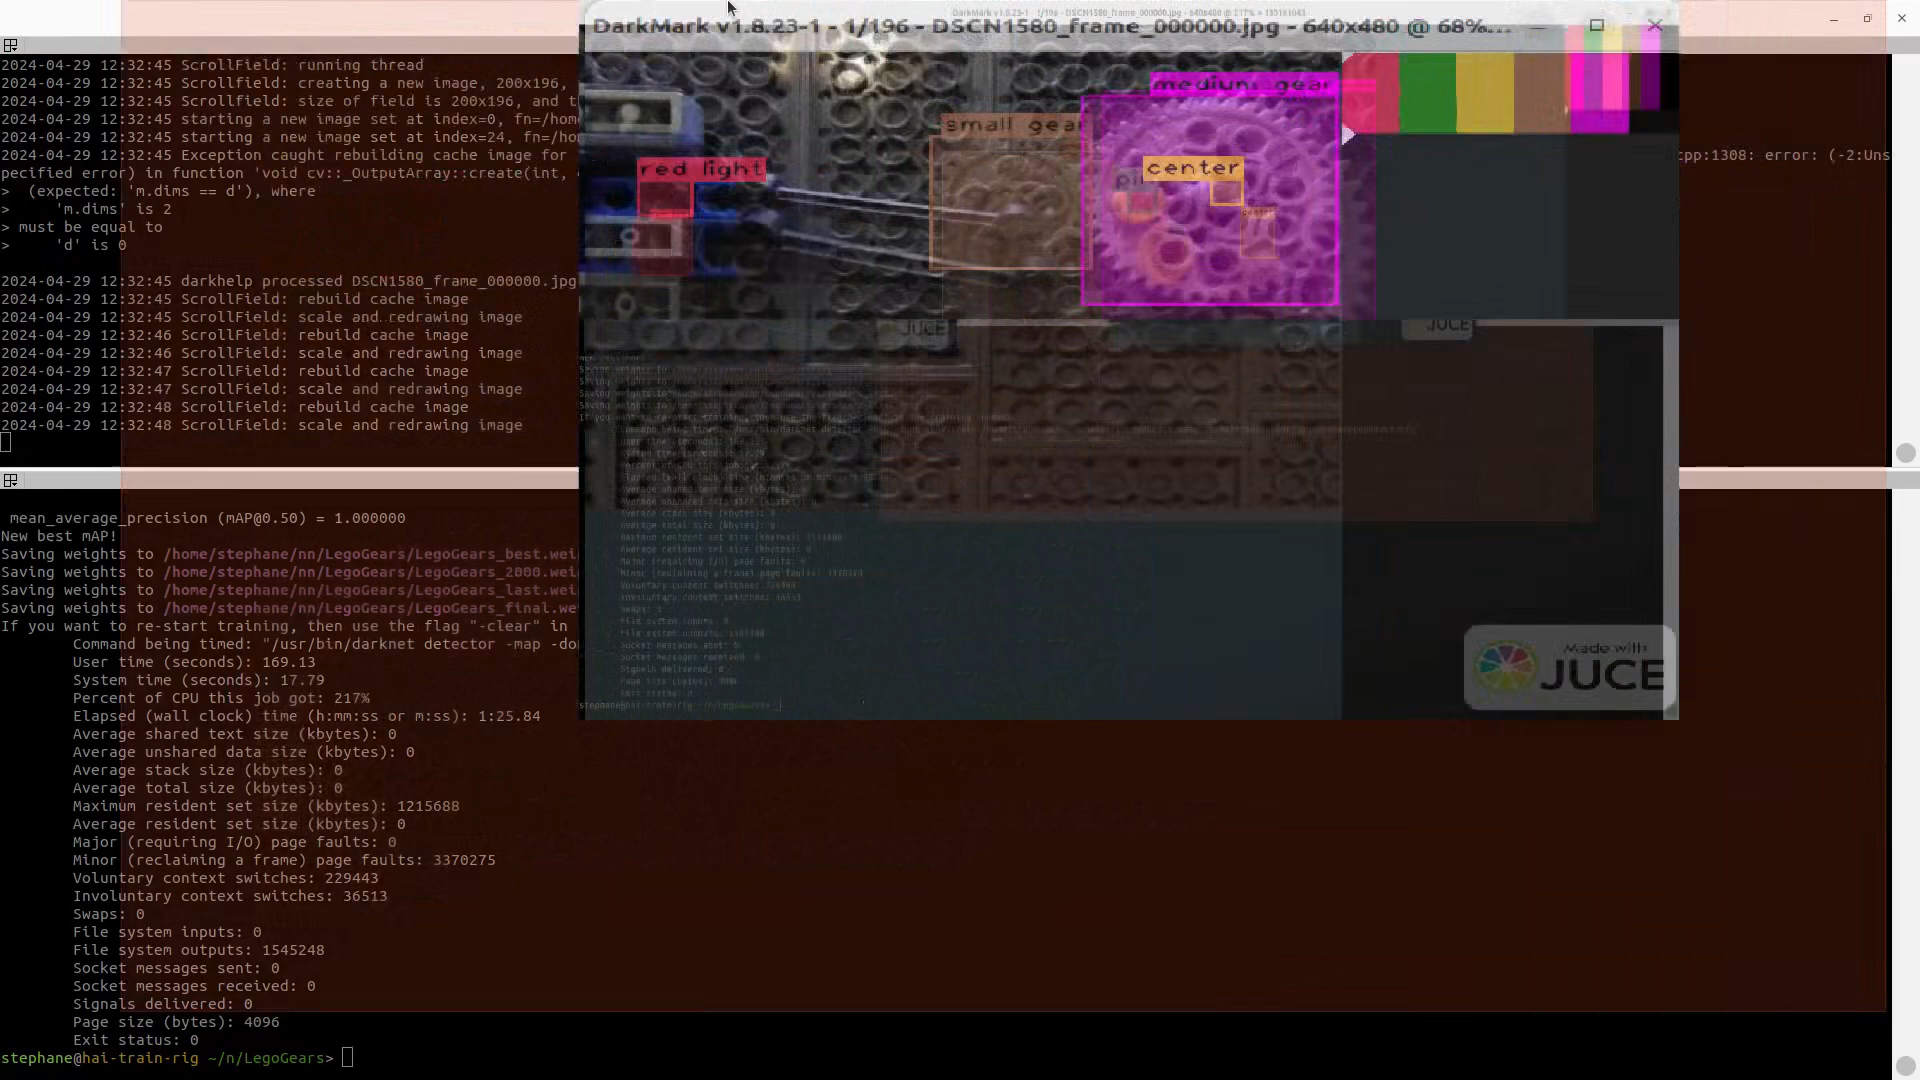 DarkMark v1.8.23-1 - 1/196 - DSCN1580_frame_000000.jpg - 640x480 @ 68%...
2024-04-29 12:32:45 ScrollField: running thread
2024-04-29 12:32:45 ScrollField: creating a new image, 200x196,
2024-04-29 12:32:45 ScrollField: size of field is 200x196, and t
2024-04-29 12:32:45 starting a new image set at index=0, fn=/hom
2024-04-29 12:32:45 starting a new image set at index=24, fn=/ho
2024-04-29 12:32:45 Exception caught rebuilding cache image for
cpp:1308: error: (-2:Uns
pecified error) in function 'void cv::_OutputArray::create(int,
> (expected: 'm.dims == d'), where
> 'm.dims' is 2
> must be equal to
> 'd' is 0
2024-04-29 12:32:45 darkhelp processed DSCN1580_frame_000000.jpg
2024-04-29 12:32:45 ScrollField: rebuild cache image
2024-04-29 12:32:45 ScrollField: scale and redrawing image
2024-04-29 12:32:46 ScrollField: rebuild cache image
2024-04-29 12:32:46 ScrollField: scale and redrawing image
2024-04-29 12:32:47 ScrollField: rebuild cache image
2024-04-29 12:32:47 ScrollField: scale and redrawing image
2024-04-29 12:32:48 ScrollField: rebuild cache image
2024-04-29 12:32:48 ScrollField: scale and redrawing image
medium gear
small gear
red light
center
JUCE
JUCE
mean_average_precision (mAP@0.50) = 1.000000
New best mAP!
Saving weights to /home/stephane/nn/LegoGears/LegoGears_best.wei
Saving weights to /home/stephane/nn/LegoGears/LegoGears_2000.wei
Saving weights to /home/stephane/nn/LegoGears/LegoGears_last.wei
Saving weights to /home/stephane/nn/LegoGears/LegoGears_final.we
If you want to re-start training, then use the flag "-clear" in
Command being timed: "/usr/bin/darknet detector -map -do
User time (seconds): 169.13
System time (seconds): 17.79
Percent of CPU this job got: 217%
Elapsed (wall clock) time (h:mm:ss or m:ss): 1:25.84
Average shared text size (kbytes): 0
Average unshared data size (kbytes): 0
Average stack size (kbytes): 0
Average total size (kbytes): 0
Maximum resident set size (kbytes): 1215688
Average resident set size (kbytes): 0
Major (requiring I/O) page faults: 0
Minor (reclaiming a frame) page faults: 3370275
Voluntary context switches: 229443
Involuntary context switches: 36513
Swaps: 0
File system inputs: 0
File system outputs: 1545248
Socket messages sent: 0
Socket messages received: 0
Signals delivered: 0
Page size (bytes): 4096
Exit status: 0
stephane@hai-train-rig ~/n/LegoGears>
Made with
JUCE